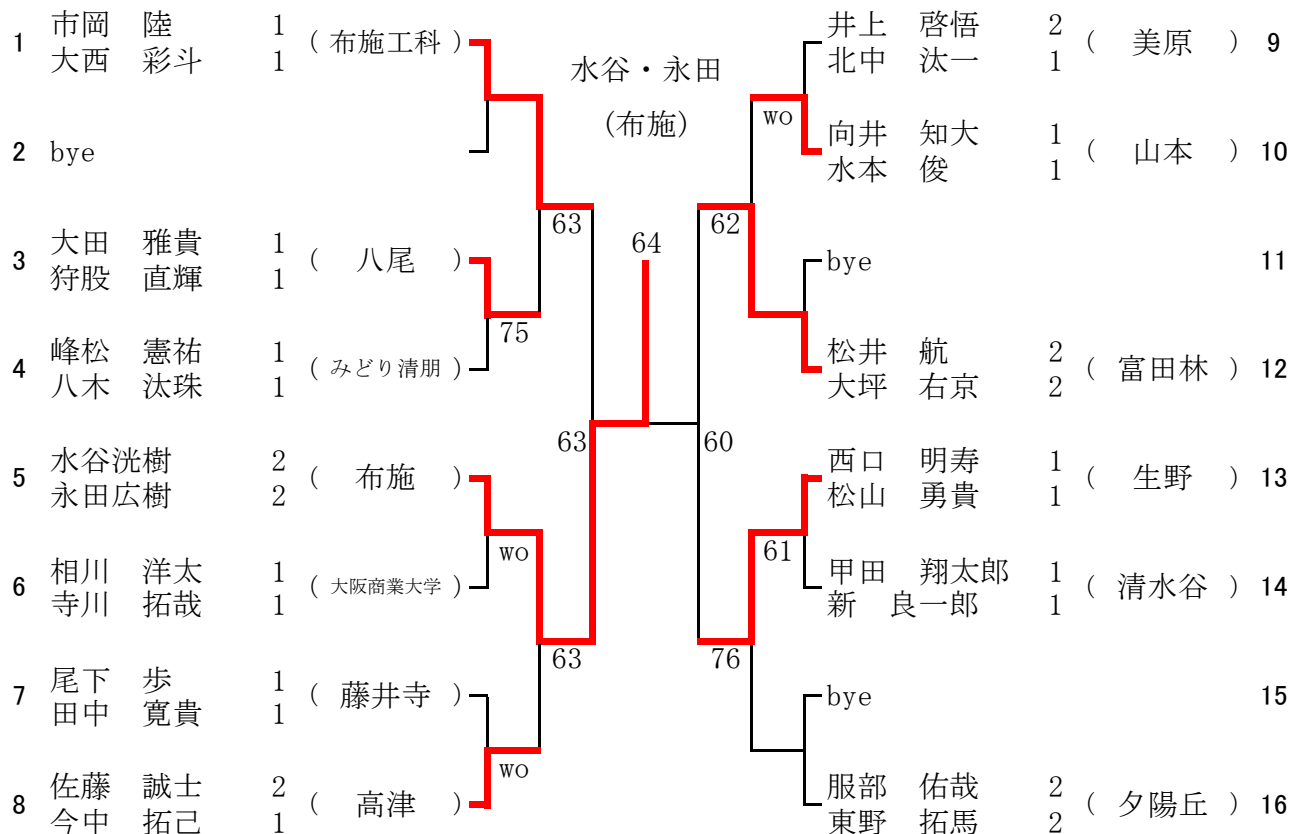 1 市岡 陸 1 ( 布施工科 )
大西 彩斗 1
2 bye
3 大田 雅貴 1 ( 八尾 )
狩股 直輝 1
4 峰松 憲祐 1 ( みどり清朋 )
八木 汰珠 1
5 水谷洸樹 2 ( 布施 )
永田広樹 2
6 相川 洋太 1 ( 大阪商業大学 )
寺川 拓哉 1
7 尾下 歩 1 ( 藤井寺 )
田中 寛貴 1
8 佐藤 誠士 2 ( 高津 )
今中 拓己 1
75
wo
wo
63
63
63
水谷・永田
(布施)
64
60
62
76
wo
61
井上 啓悟 2 ( 美原 ) 9
北中 汰一 1
向井 知大 1 ( 山本 ) 10
水本 俊 1
bye 11
松井 航 2 ( 富田林 ) 12
大坪 右京 2
西口 明寿 1 ( 生野 ) 13
松山 勇貴 1
甲田 翔太郎 1 ( 清水谷 ) 14
新 良一郎 1
bye 15
服部 佑哉 2 ( 夕陽丘 ) 16
東野 拓馬 2